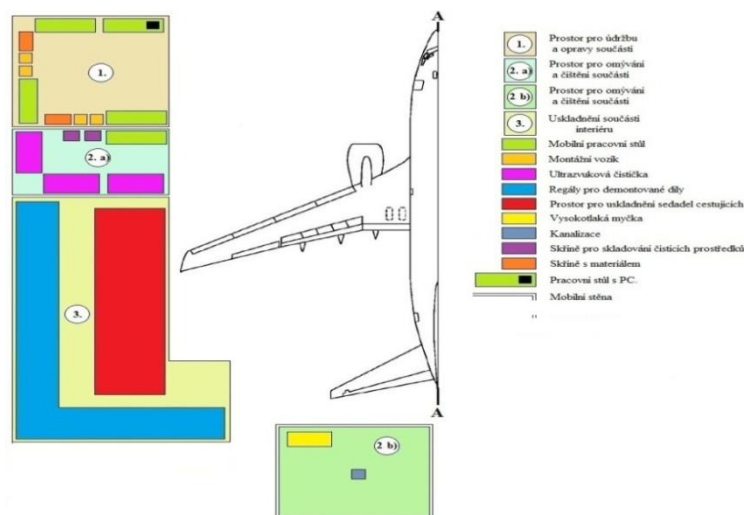 A
1.
2. a)
3.
A
2 b)
1.
Prostor pro údržbu
a opravy součástí
2. a)
Prostor pro omývání
a čištění součástí
2 b)
Prostor pro omývání
a čištění součástí
3.
Uskladnění součástí
interiéru
Mobilní pracovní stůl
Montážní vozík
Ultrazvuková čistička
Regály pro demontované díly
Prostor pro uskladnění sedadel cestujících
Vysokotlaká myčka
Kanalizace
Skříně pro skladování čisticích prostředků
Skříně s materiálem
Pracovní stůl s PC.
Mobilní stěna